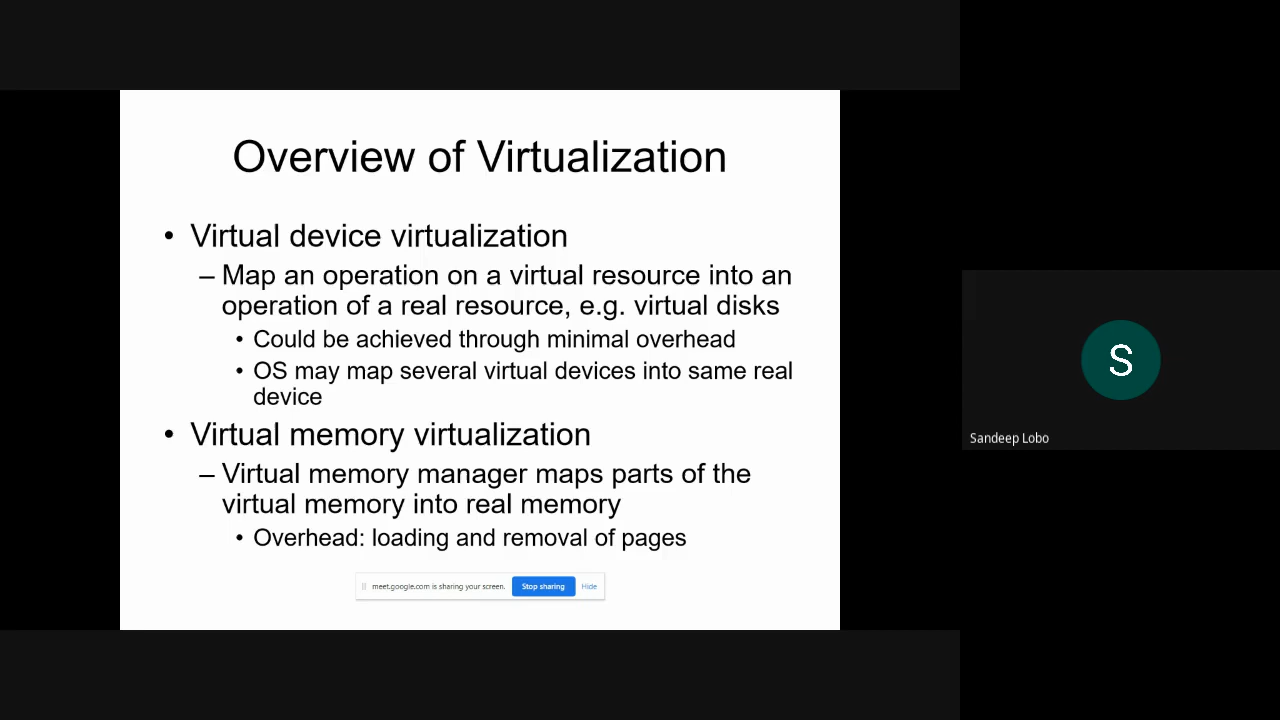 Overview of Virtualization
• Virtual device virtualization
– Map an operation on a virtual resource into an
operation of a real resource, e.g. virtual disks
• Could be achieved through minimal overhead
• OS may map several virtual devices into same real
device
• Virtual memory virtualization
– Virtual memory manager maps parts of the
virtual memory into real memory
• Overhead: loading and removal of pages
meet.google.com is sharing your screen. Stop sharing Hide
S
Sandeep Lobo